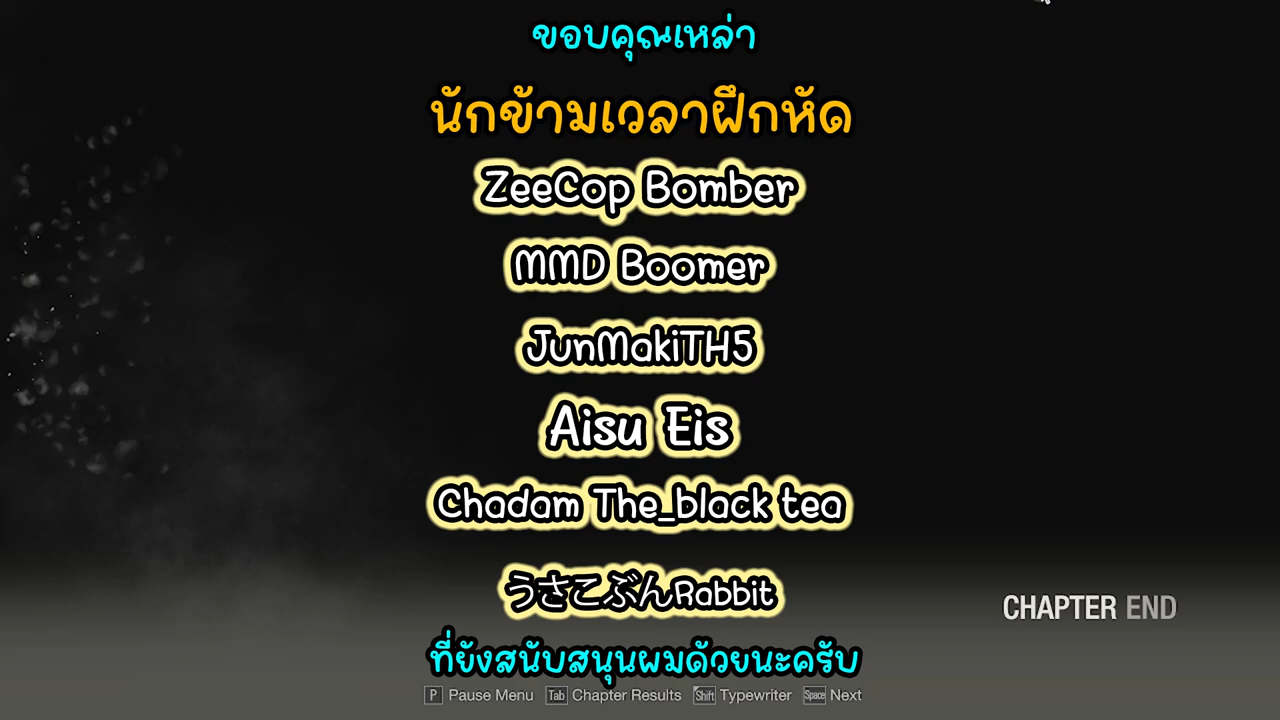 ขอบคุณเหล่า
นักข้ามเวลาฝึกหัด
ZeeCop Bomber
MMD Boomer
JunMakiTH5
Aisu Eis
Chadam The_black tea
うさこぶんRabbit
CHAPTER END
ที่ยังสนับสนุนผมด้วยนะครับ
P Pause Menu Tab Chapter Results Shift Typewriter Space Next